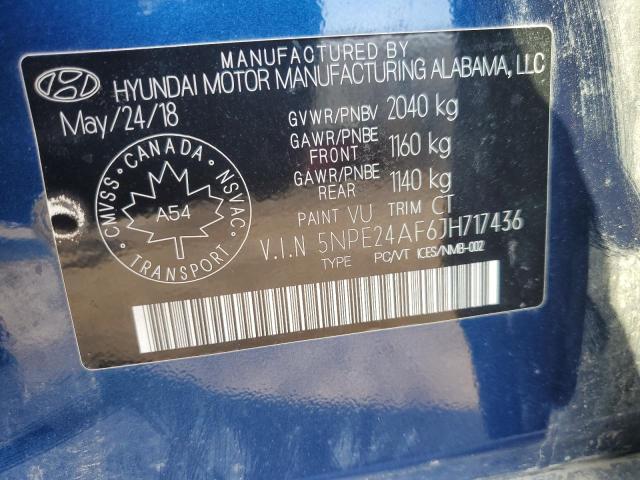 MANUFACTURED BY
HYUNDAI MOTOR MANUFACTURING ALABAMA, LLC
May/24/18
GVWR/PNBV 2040 kg
GAWR/PNBE FRONT 1160 kg
GAWR/PNBE REAR 1140 kg
CMVSS · CANADA · NSVAC
A54
TRANSPORT
PAINT VU TRIM CT
V.I.N 5NPE24AF6JH717436
TYPE PC/VT ICES/NMB-002